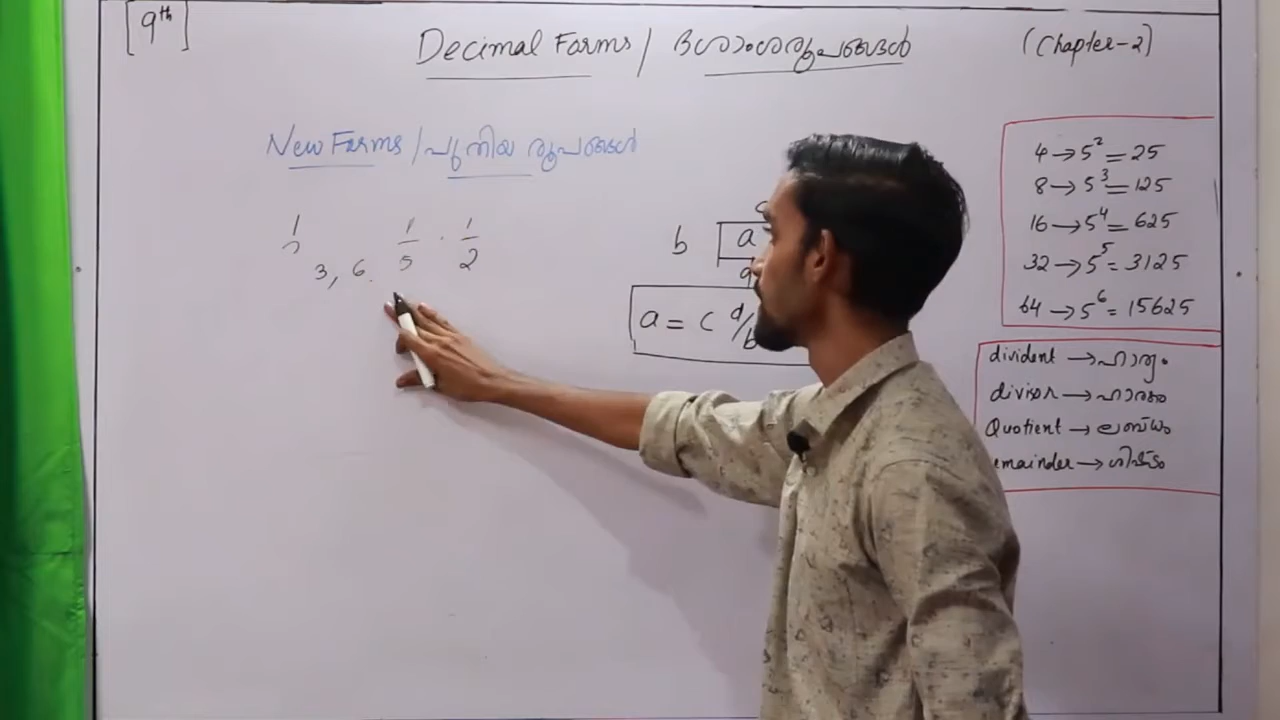 [9th]
Decimal Forms / ദശാംശരൂപങ്ങൾ
(Chapter-2)
New Forms / പുതിയ രൂപങ്ങൾ
1
3, 6.
1/5 . 1/2
b
a
a = c d/b
4 → 5² = 25
8 → 5³ = 125
16 → 5⁴ = 625
32 → 5⁵ = 3125
64 → 5⁶ = 15625
divident → ഹാര്യം
divisor → ഹാരകം
Quotient → ലബ്ധം
emainder → ശിഷ്ടം